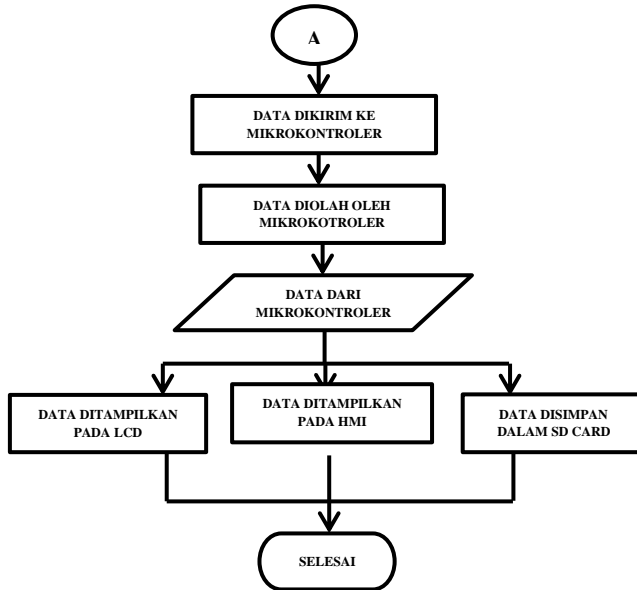 A
DATA DIKIRIM KE
MIKROKONTROLER
DATA DIOLAH OLEH
MIKROKOTROLER
DATA DARI
MIKROKONTROLER
DATA DITAMPILKAN
PADA LCD
DATA DITAMPILKAN
PADA HMI
DATA DISIMPAN
DALAM SD CARD
SELESAI